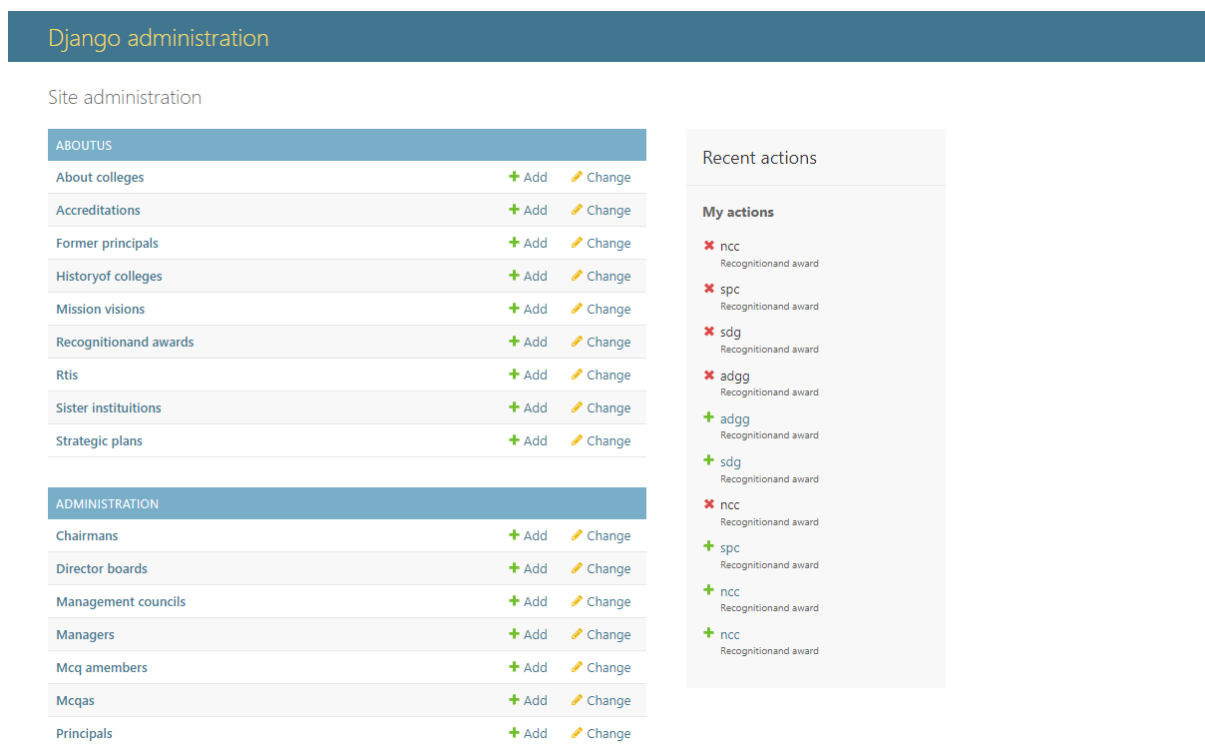 Django administration
Site administration
ABOUTUS
About colleges Add Change
Accreditations Add Change
Former principals Add Change
Historyof colleges Add Change
Mission visions Add Change
Recognitionand awards Add Change
Rtis Add Change
Sister instituitions Add Change
Strategic plans Add Change
ADMINISTRATION
Chairmans Add Change
Director boards Add Change
Management councils Add Change
Managers Add Change
Mcq amembers Add Change
Mcqas Add Change
Principals Add Change
Recent actions
My actions
ncc
Recognitionand award
spc
Recognitionand award
sdg
Recognitionand award
adgg
Recognitionand award
adgg
Recognitionand award
sdg
Recognitionand award
ncc
Recognitionand award
spc
Recognitionand award
ncc
Recognitionand award
ncc
Recognitionand award